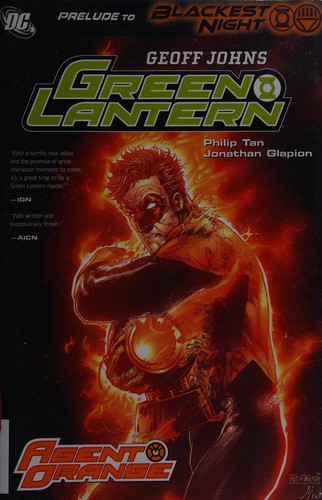 DC
PRELUDE TO
BLACKEST
NIGHT
GEOFF JOHNS
GREEN
LANTERN
Philip Tan
Jonathan Glapion
"With a terrific new villain
and the promise of great
character moments to come,
it's a great time to be a
Green Lantern reader."
—IGN
"Well written and
exceptionally drawn."
—AICN
AGENT
ORANGE